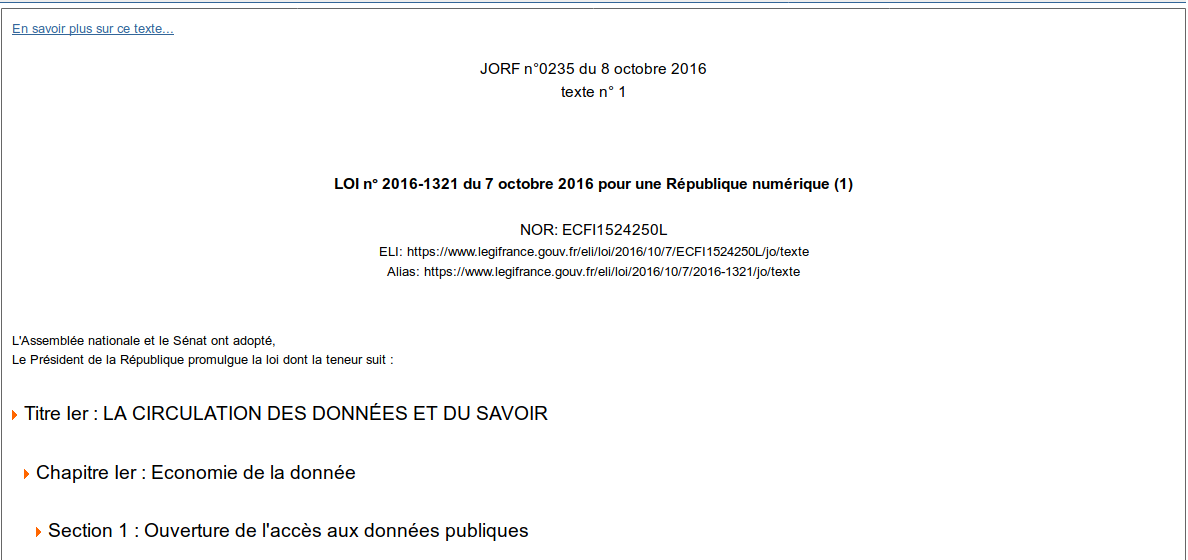 En savoir plus sur ce texte...
JORF n°0235 du 8 octobre 2016
texte n° 1
LOI n° 2016-1321 du 7 octobre 2016 pour une République numérique (1)
NOR: ECFI1524250L
ELI: https://www.legifrance.gouv.fr/eli/loi/2016/10/7/ECFI1524250L/jo/texte
Alias: https://www.legifrance.gouv.fr/eli/loi/2016/10/7/2016-1321/jo/texte
L'Assemblée nationale et le Sénat ont adopté,
Le Président de la République promulgue la loi dont la teneur suit :
Titre Ier : LA CIRCULATION DES DONNÉES ET DU SAVOIR
Chapitre Ier : Economie de la donnée
Section 1 : Ouverture de l'accès aux données publiques